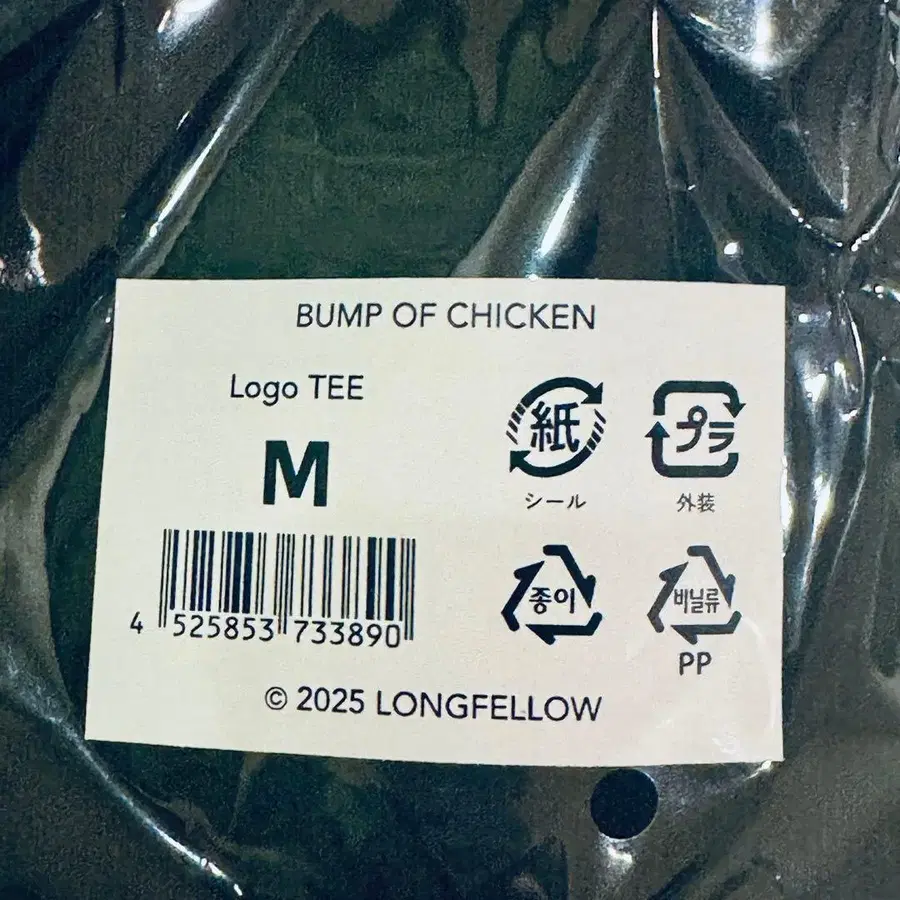 BUMP OF CHICKEN
Logo TEE
M
紙
シール
プラ
外装
4 525853 733890
종이
비닐류
PP
© 2025 LONGFELLOW